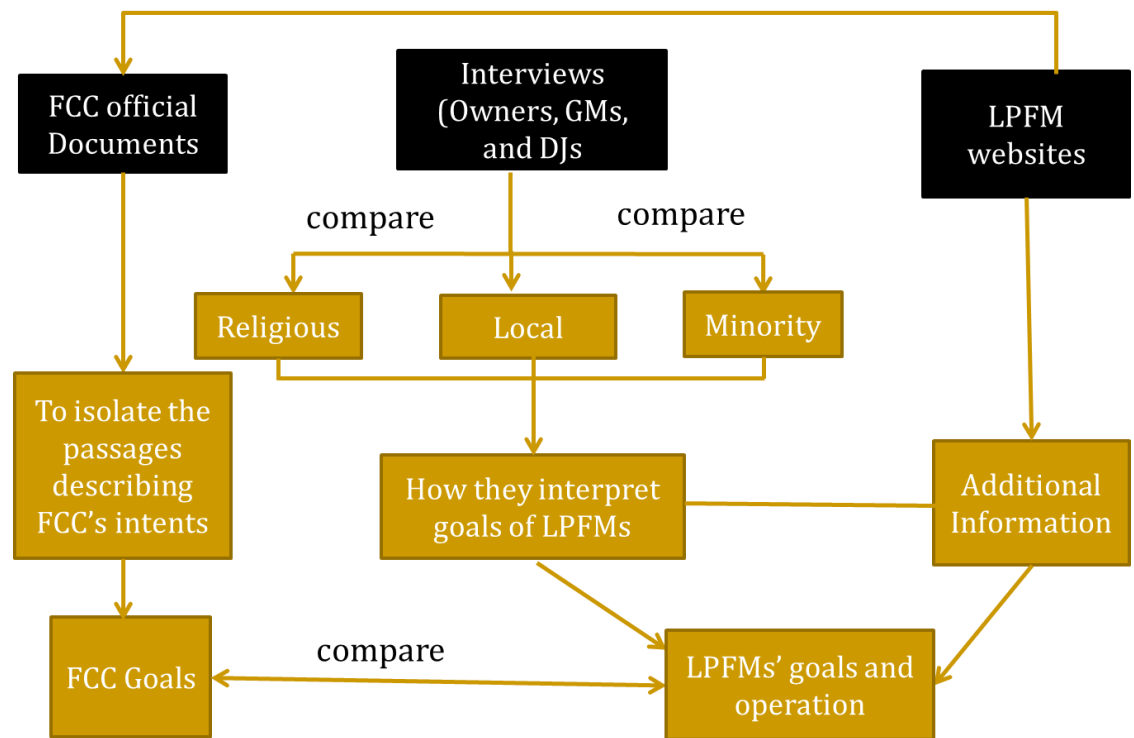 FCC official
Documents
Interviews
(Owners, GMs,
and DJs
LPFM
websites
compare
compare
Religious
Local
Minority
To isolate the
passages
describing
FCC's intents
How they interpret
goals of LPFMs
Additional
Information
FCC Goals
compare
LPFMs' goals and
operation